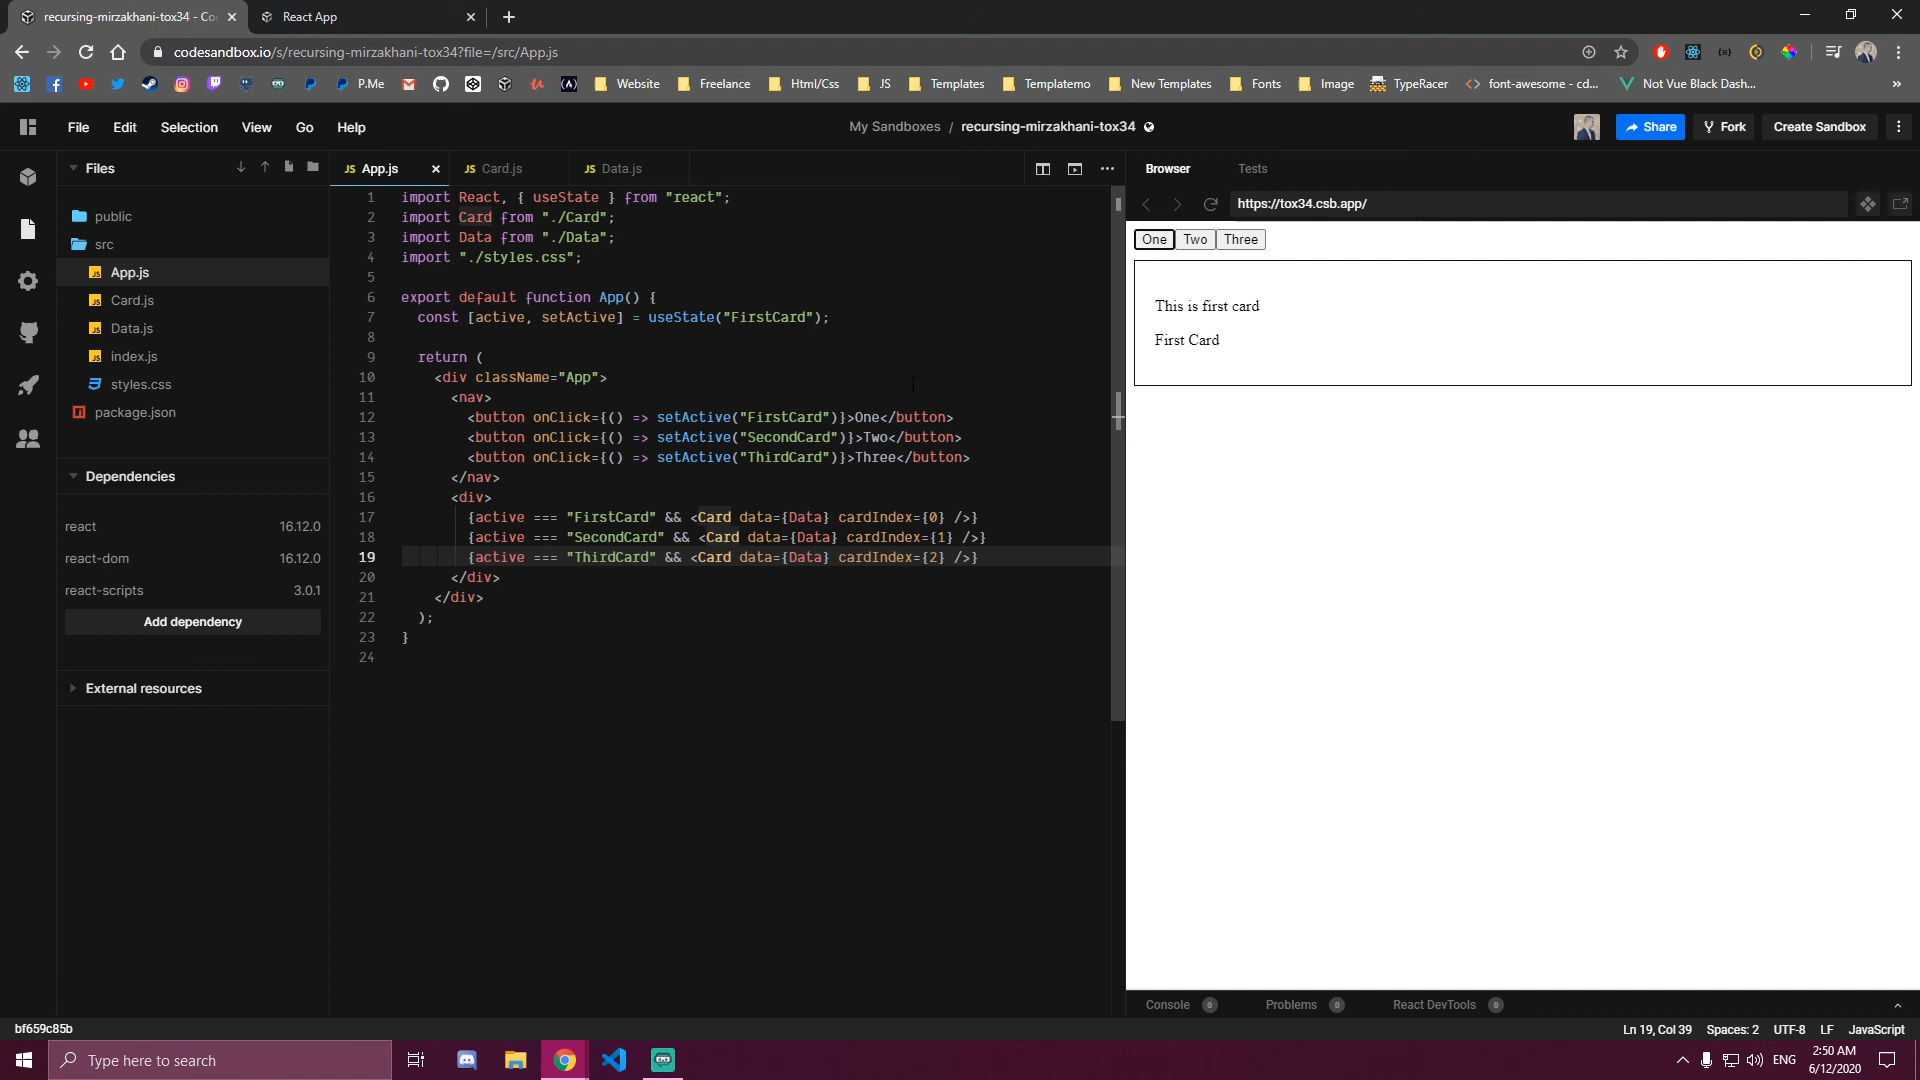 recursing-mirzakhani-tox34 - Co
React App
codesandbox.io/s/recursing-mirzakhani-tox34?file=/src/App.js
P.Me
Website
Freelance
Html/Css
JS
Templates
Templatemo
New Templates
Fonts
Image
TypeRacer
font-awesome - cd...
Not Vue Black Dash...
»
File Edit Selection View Go Help
My Sandboxes / recursing-mirzakhani-tox34
Share
Fork
Create Sandbox
Files
public
src
App.js
Card.js
Data.js
index.js
styles.css
package.json
Dependencies
react 16.12.0
react-dom 16.12.0
react-scripts 3.0.1
Add dependency
External resources
JS App.js
JS Card.js
JS Data.js
1 import React, { useState } from "react";
2 import Card from "./Card";
3 import Data from "./Data";
4 import "./styles.css";
5
6 export default function App() {
7 const [active, setActive] = useState("FirstCard");
8
9 return (
10 <div className="App">
11 <nav>
12 <button onClick={() => setActive("FirstCard")}>One</button>
13 <button onClick={() => setActive("SecondCard")}>Two</button>
14 <button onClick={() => setActive("ThirdCard")}>Three</button>
15 </nav>
16 <div>
17 {active === "FirstCard" && <Card data={Data} cardIndex={0} />}
18 {active === "SecondCard" && <Card data={Data} cardIndex={1} />}
19 {active === "ThirdCard" && <Card data={Data} cardIndex={2} />}
20 </div>
21 </div>
22 );
23 }
24
Browser Tests
https://tox34.csb.app/
One Two Three
This is first card
First Card
Console 0 Problems 0 React DevTools 0
bf659c85b
Ln 19, Col 39 Spaces: 2 UTF-8 LF JavaScript
Type here to search
ENG
2:50 AM
6/12/2020